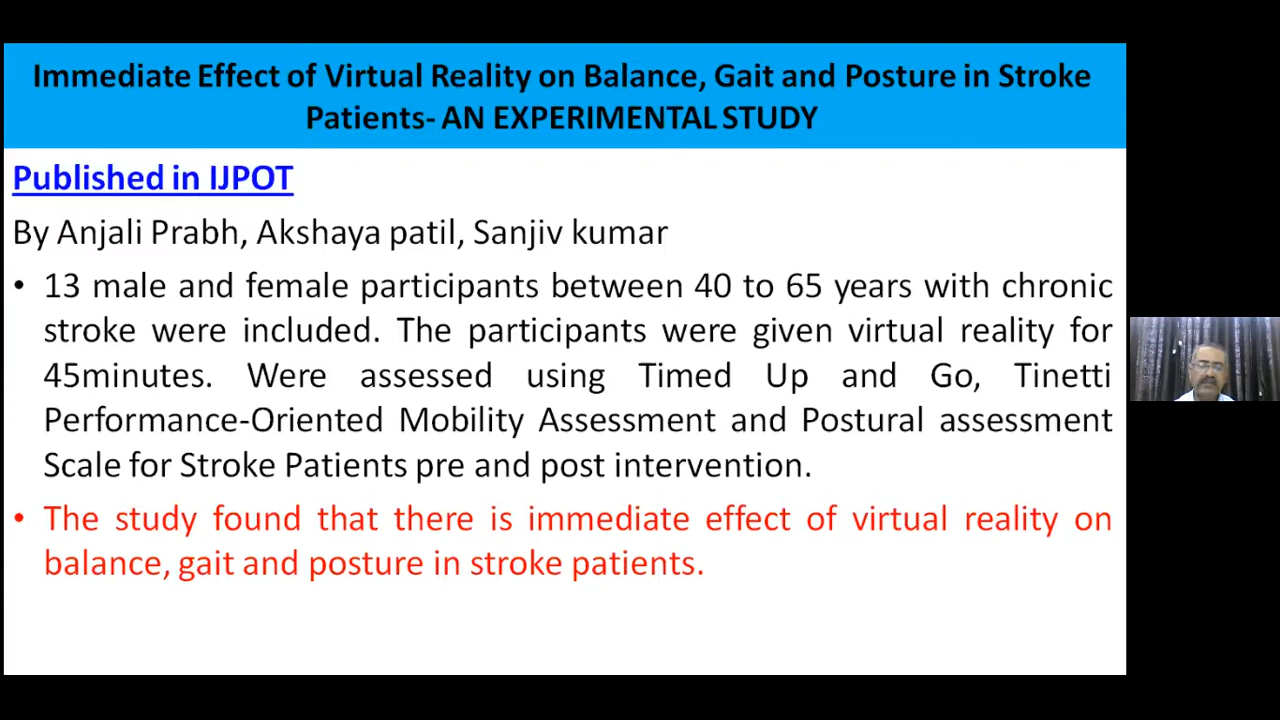 Immediate Effect of Virtual Reality on Balance, Gait and Posture in Stroke
Patients- AN EXPERIMENTAL STUDY
Published in IJPOT
By Anjali Prabh, Akshaya patil, Sanjiv kumar
• 13 male and female participants between 40 to 65 years with chronic
stroke were included. The participants were given virtual reality for
45minutes. Were assessed using Timed Up and Go, Tinetti
Performance-Oriented Mobility Assessment and Postural assessment
Scale for Stroke Patients pre and post intervention.
• The study found that there is immediate effect of virtual reality on
balance, gait and posture in stroke patients.